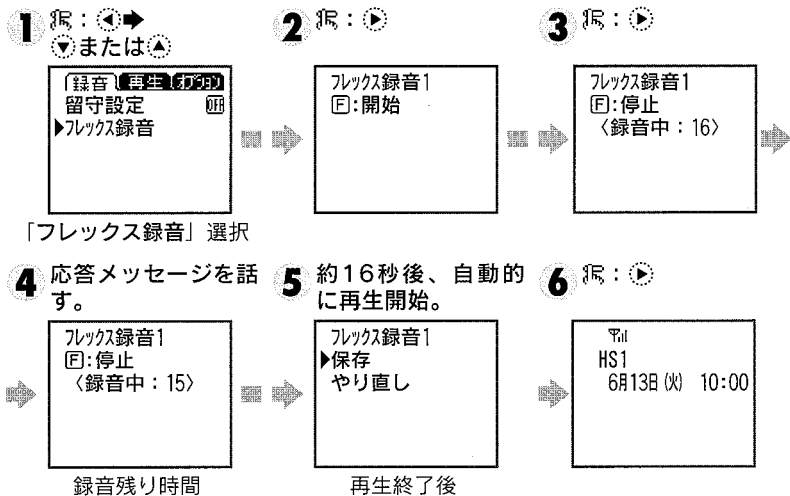 1 : ◀➡
▼または▲
録音 再生 オプション
留守設定 OFF
▶フレックス録音
「フレックス録音」選択
2 : ▶
フレックス録音1
F:開始
3 : ▶
フレックス録音1
F:停止
〈録音中：16〉
4 応答メッセージを話
す。
フレックス録音1
F:停止
〈録音中：15〉
録音残り時間
5 約16秒後、自動的
に再生開始。
フレックス録音1
▶保存
やり直し
再生終了後
6 : ▶
HS1
6月13日(火) 10:00